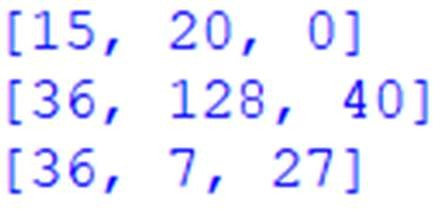 [15, 20, 0]
[36, 128, 40]
[36, 7, 27]